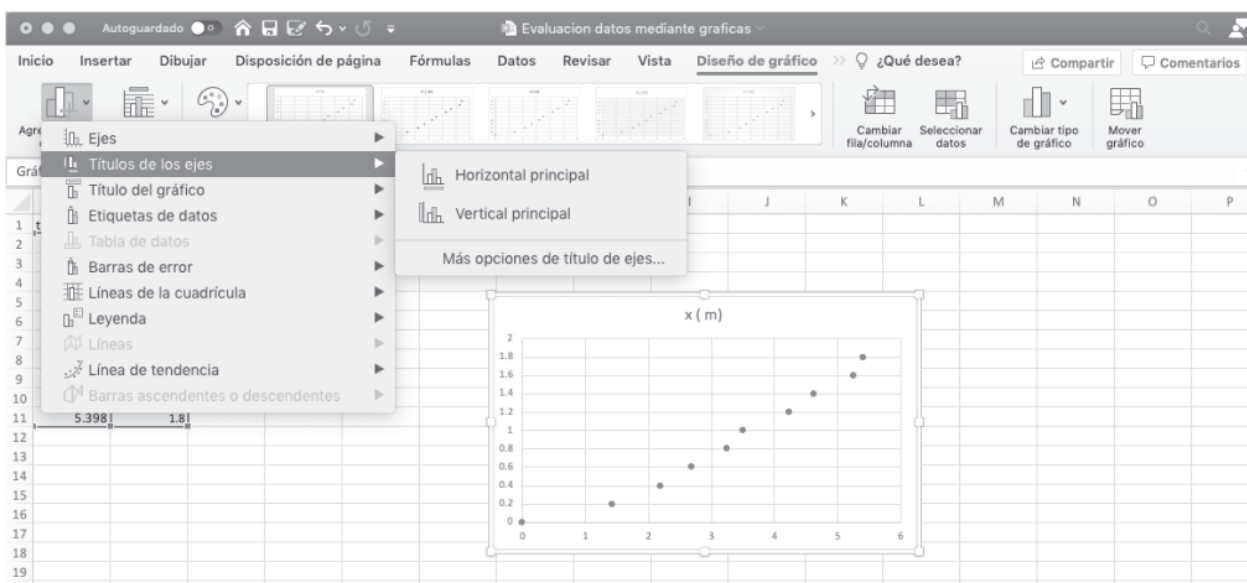 Autoguardado
Evaluacion datos mediante graficas
Inicio Insertar Dibujar Disposición de página Fórmulas Datos Revisar Vista Diseño de gráfico >> ¿Qué desea? Compartir Comentarios
Cambiar fila/columna
Seleccionar datos
Cambiar tipo de gráfico
Mover gráfico
Ejes
Títulos de los ejes
Título del gráfico
Etiquetas de datos
Tabla de datos
Barras de error
Líneas de la cuadrícula
Leyenda
Líneas
Línea de tendencia
Barras ascendentes o descendentes
Horizontal principal
Vertical principal
Más opciones de título de ejes...
I J K L M N O P
1 t
2
3
4
5
6
7
8
9
10
11 5.398 1.8
12
13
14
15
16
17
18
19
x ( m)
2
1.8
1.6
1.4
1.2
1
0.8
0.6
0.4
0.2
0
0 1 2 3 4 5 6